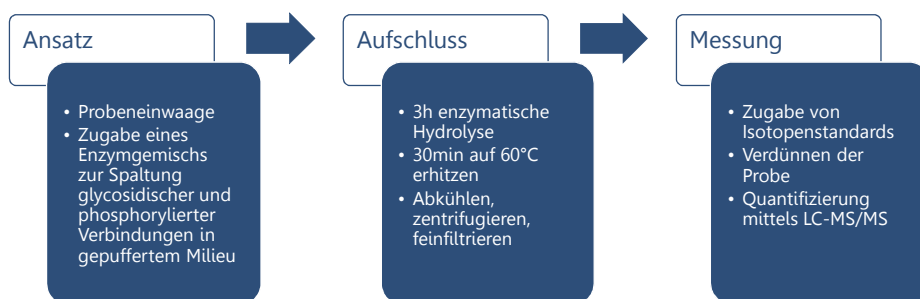 Ansatz
• Probeneinwaage
• Zugabe eines
Enzymgemischs
zur Spaltung
glycosidischer und
phosphorylierter
Verbindungen in
gepuffertem Milieu
Aufschluss
• 3h enzymatische
Hydrolyse
• 30min auf 60°C
erhitzen
• Abkühlen,
zentrifugieren,
feinfiltrieren
Messung
• Zugabe von
Isotopenstandards
• Verdünnen der
Probe
• Quantifizierung
mittels LC-MS/MS